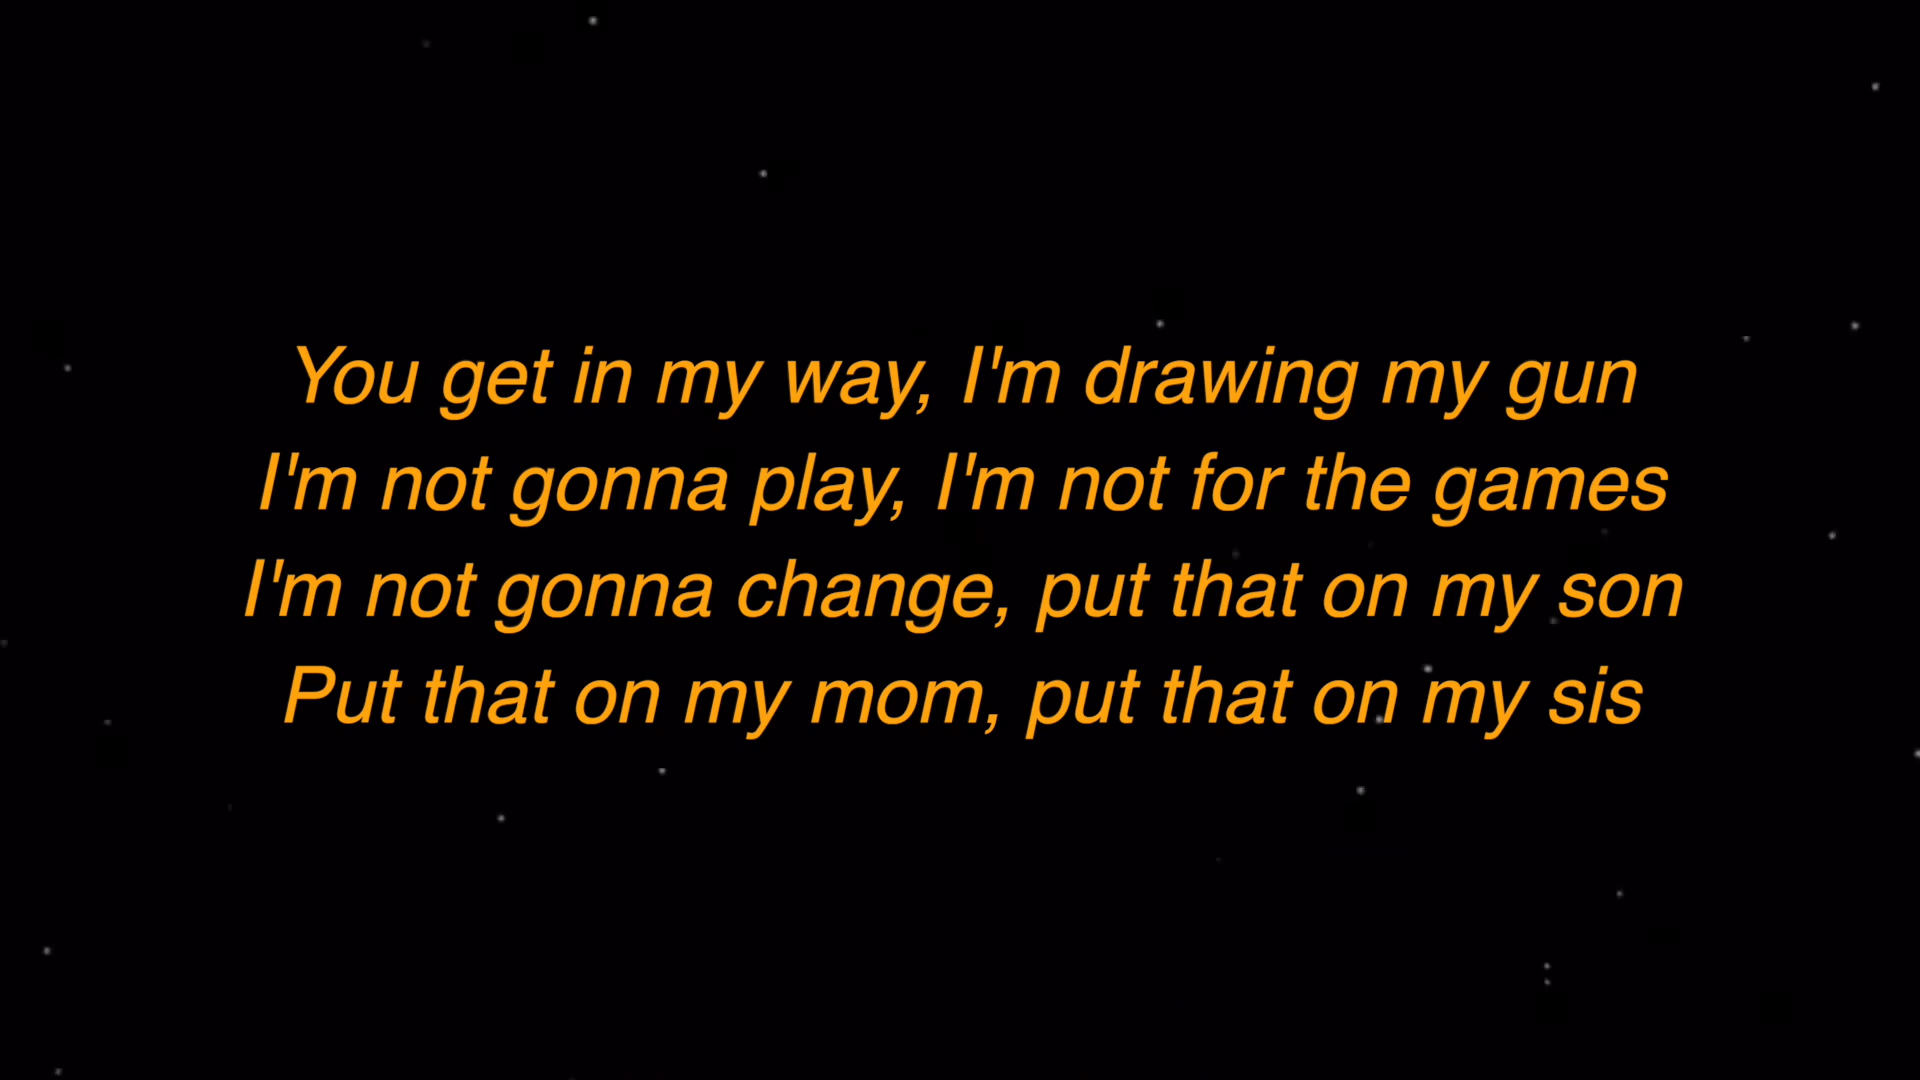 You get in my way, I'm drawing my gun
I'm not gonna play, I'm not for the games
I'm not gonna change, put that on my son
Put that on my mom, put that on my sis